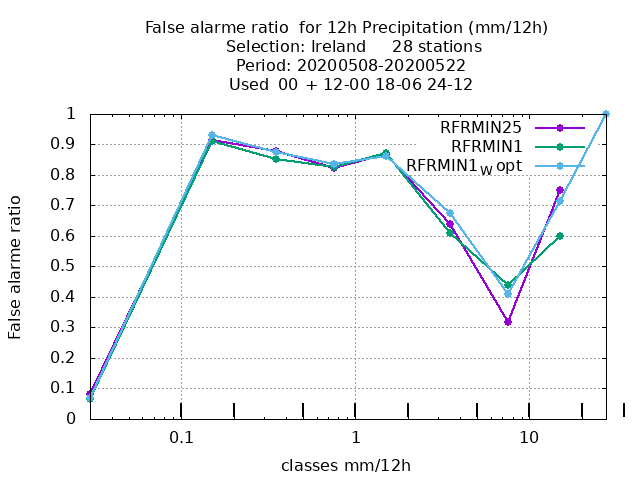 False alarme ratio  for 12h Precipitation (mm/12h)
Selection: Ireland     28 stations
Period: 20200508-20200522
Used  00 + 12-00 18-06 24-12
RFRMIN25
RFRMIN1
RFRMIN1W opt
1
0.9
0.8
0.7
0.6
0.5
0.4
0.3
0.2
0.1
0
False alarme ratio
0.1
1
10
classes mm/12h